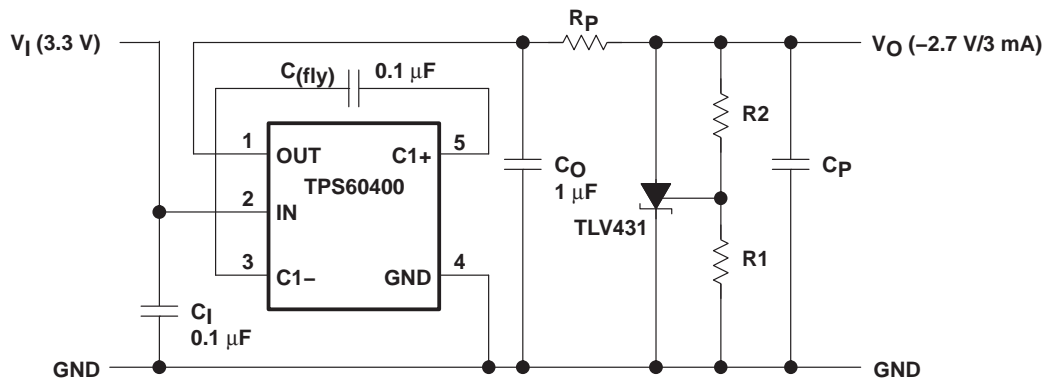 RP
VI (3.3 V)
VO (−2.7 V/3 mA)
C(fly)
0.1 μF
R2
1
5
OUT
C1+
TPS60400
CO
1 μF
CP
2
IN
TLV431
3
4
C1−
GND
R1
CI
0.1 μF
GND
GND